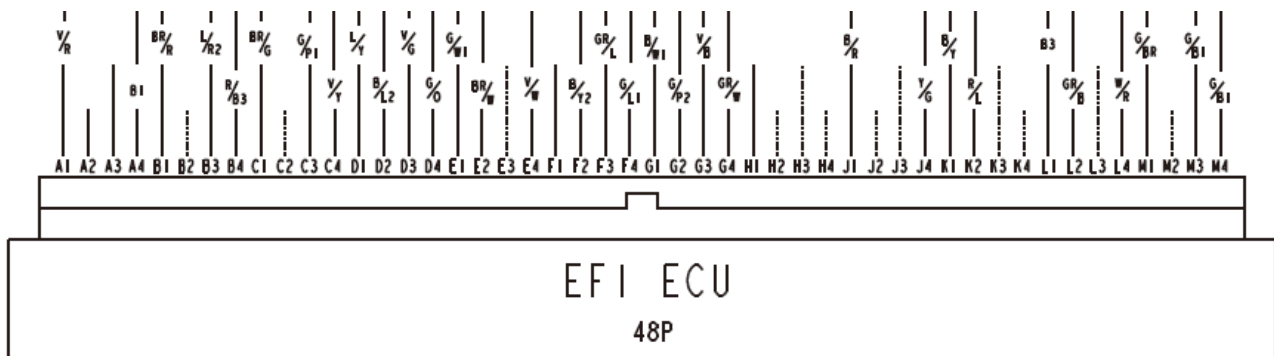 V/R BR/R L/R2 BR/G G/P1 L/Y V/G G/W1 GR/L B/W1 V/B B/R B/Y B3 G/BR G/B1
B1 R/B3 V/Y B/L2 G/O BR/W V/W B/Y2 G/L1 G/P2 GR/W Y/G R/L GR/B W/R G/B1
A1 A2 A3 A4 B1 B2 B3 B4 C1 C2 C3 C4 D1 D2 D3 D4 E1 E2 E3 E4 F1 F2 F3 F4 G1 G2 G3 G4 H1 H2 H3 H4 J1 J2 J3 J4 K1 K2 K3 K4 L1 L2 L3 L4 M1 M2 M3 M4
EFI ECU
48P